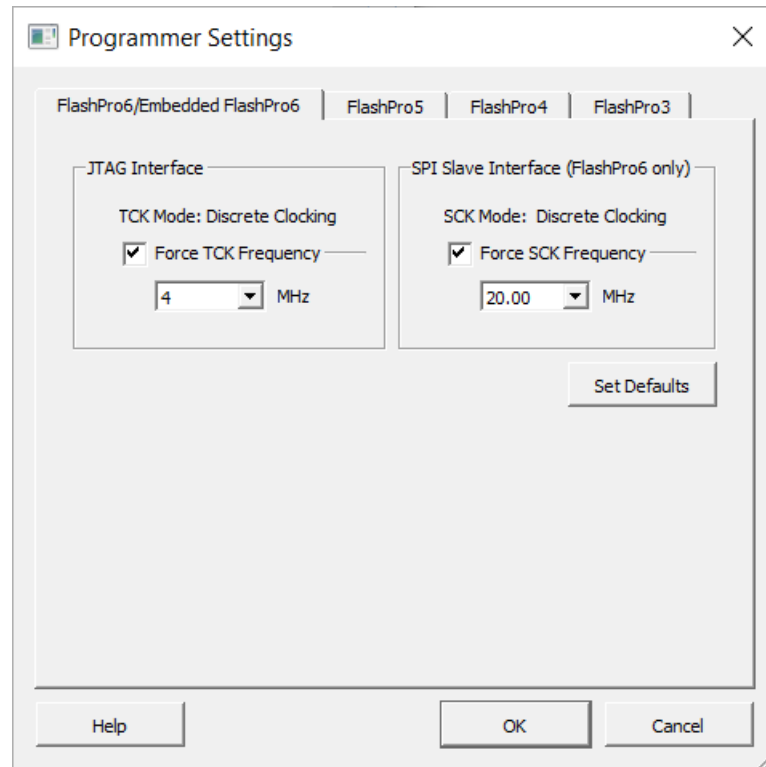 Programmer Settings
FlashPro6/Embedded FlashPro6
FlashPro5
FlashPro4
FlashPro3
JTAG Interface
TCK Mode: Discrete Clocking
Force TCK Frequency
4
MHz
SPI Slave Interface (FlashPro6 only)
SCK Mode: Discrete Clocking
Force SCK Frequency
20.00
MHz
Set Defaults
Help
OK
Cancel